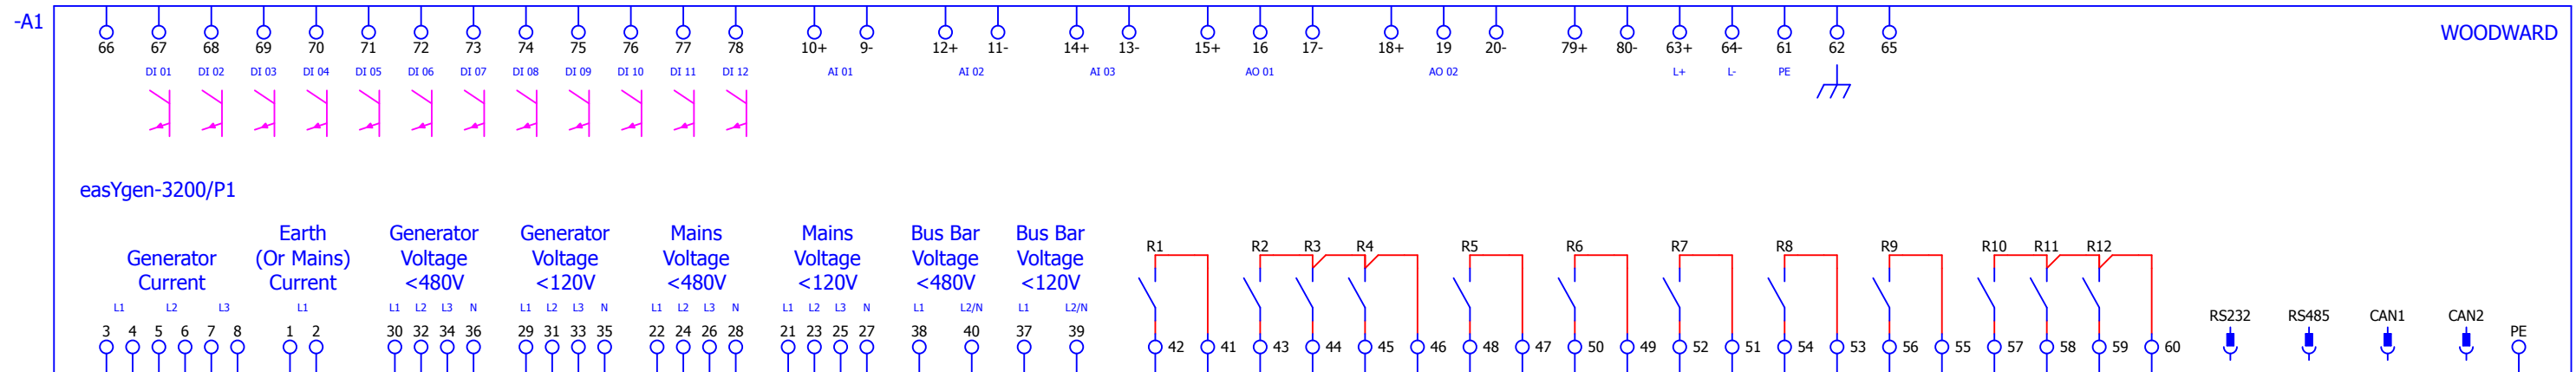 -A1
WOODWARD
66 67 68 69 70 71 72 73 74 75 76 77 78 10+ 9- 12+ 11- 14+ 13- 15+ 16 17- 18+ 19 20- 79+ 80- 63+ 64- 61 62 65
DI 01 DI 02 DI 03 DI 04 DI 05 DI 06 DI 07 DI 08 DI 09 DI 10 DI 11 DI 12 AI 01 AI 02 AI 03 AO 01 AO 02 L+ L- PE
easYgen-3200/P1
Generator
Current
Earth
(Or Mains)
Current
Generator
Voltage
<480V
Generator
Voltage
<120V
Mains
Voltage
<480V
Mains
Voltage
<120V
Bus Bar
Voltage
<480V
Bus Bar
Voltage
<120V
R1 R2 R3 R4 R5 R6 R7 R8 R9 R10 R11 R12
L1 L2 L3 L1 L1 L2 L3 N L1 L2 L3 N L1 L2 L3 N L1 L2 L3 N L1 L2/N L1 L2/N
RS232 RS485 CAN1 CAN2 PE
3 4 5 6 7 8 1 2 30 32 34 36 29 31 33 35 22 24 26 28 21 23 25 27 38 40 37 39
42 41 43 44 45 46 48 47 50 49 52 51 54 53 56 55 57 58 59 60